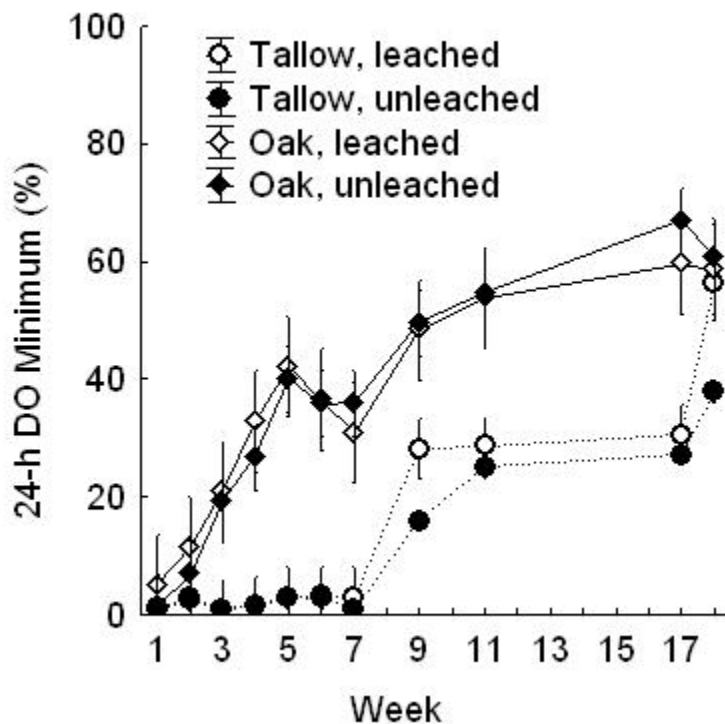 100
80
60
40
20
0
24-h DO Minimum (%)
Tallow, leached
Tallow, unleached
Oak, leached
Oak, unleached
1 3 5 7 9 11 13 15 17
Week